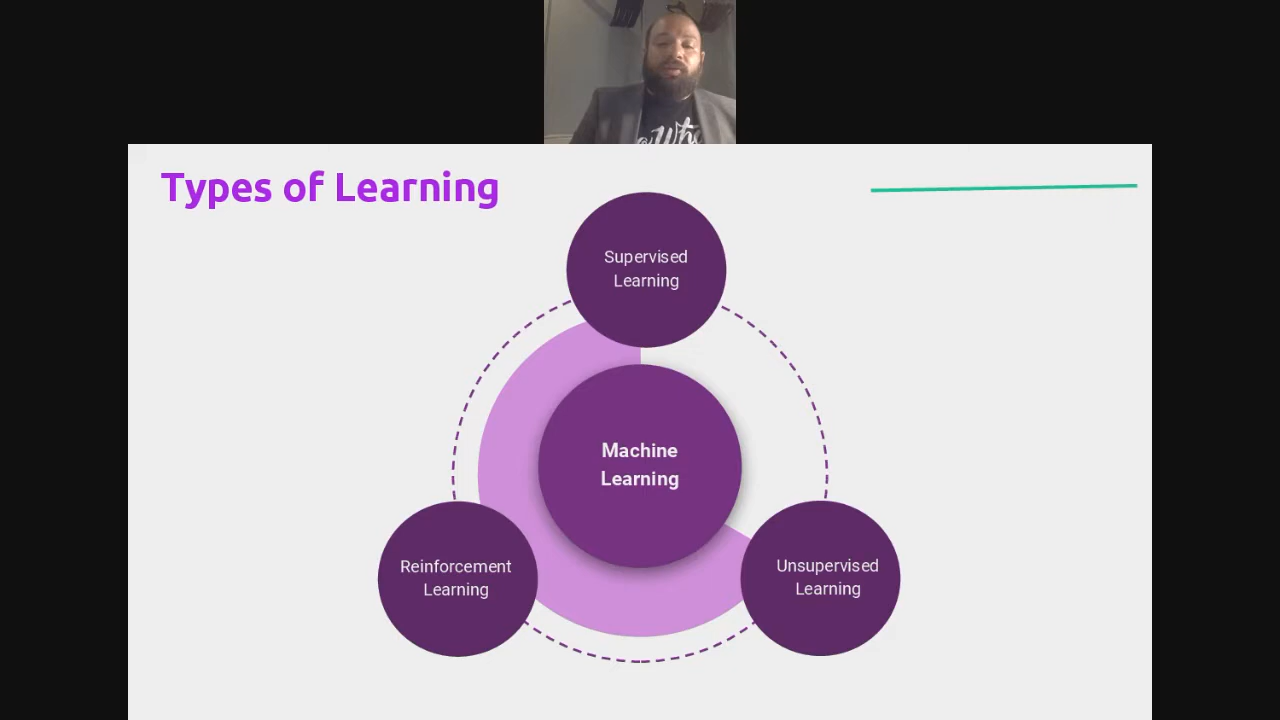 Types of Learning
Supervised
Learning
Machine
Learning
Reinforcement
Learning
Unsupervised
Learning